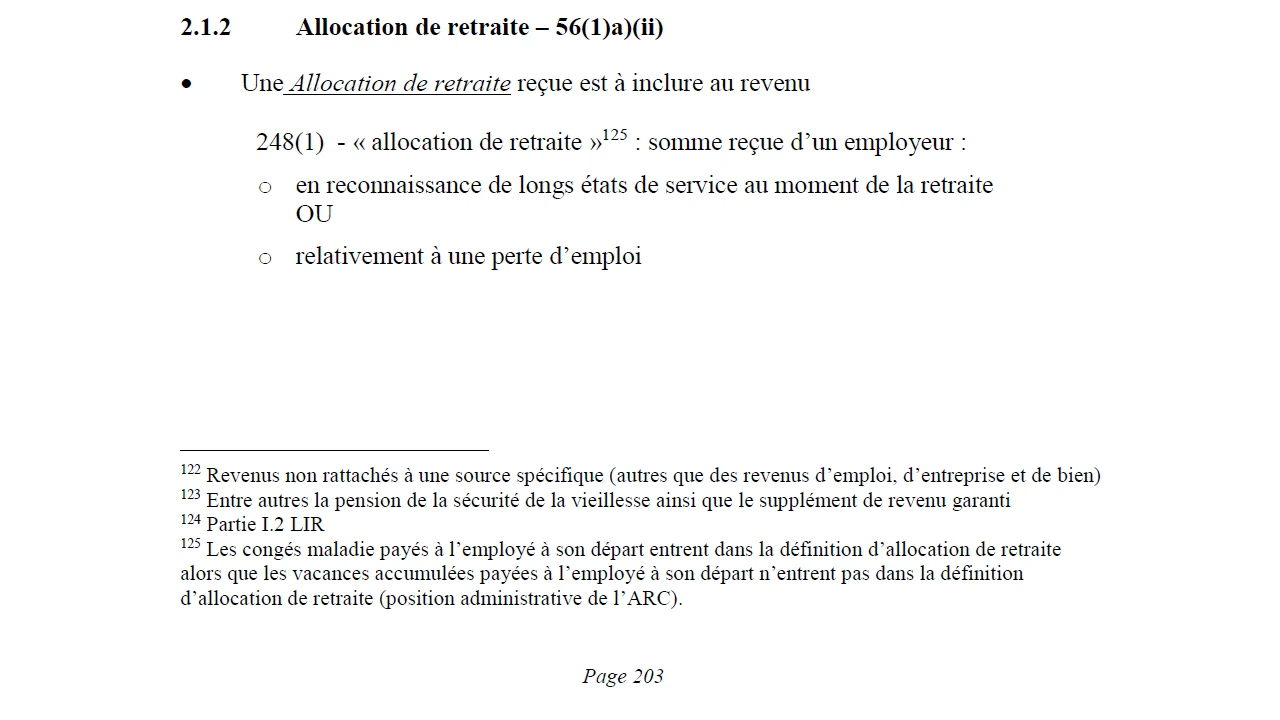 2.1.2 Allocation de retraite – 56(1)a)(ii)
• Une Allocation de retraite reçue est à inclure au revenu
248(1) - « allocation de retraite »125 : somme reçue d’un employeur :
○ en reconnaissance de longs états de service au moment de la retraite
OU
○ relativement à une perte d’emploi
122 Revenus non rattachés à une source spécifique (autres que des revenus d’emploi, d’entreprise et de bien)
123 Entre autres la pension de la sécurité de la vieillesse ainsi que le supplément de revenu garanti
124 Partie I.2 LIR
125 Les congés maladie payés à l’employé à son départ entrent dans la définition d’allocation de retraite
alors que les vacances accumulées payées à l’employé à son départ n’entrent pas dans la définition
d’allocation de retraite (position administrative de l’ARC).
Page 203